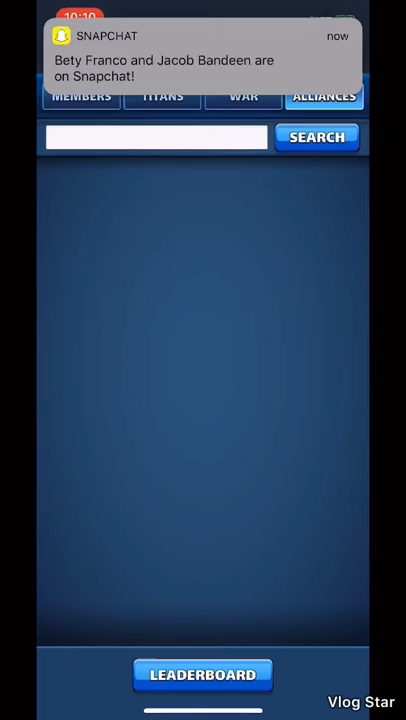 10:10
SNAPCHAT
now
Bety Franco and Jacob Bandeen are
on Snapchat!
MEMBERS
TITANS
WAR
ALLIANCES
SEARCH
LEADERBOARD
Vlog Star